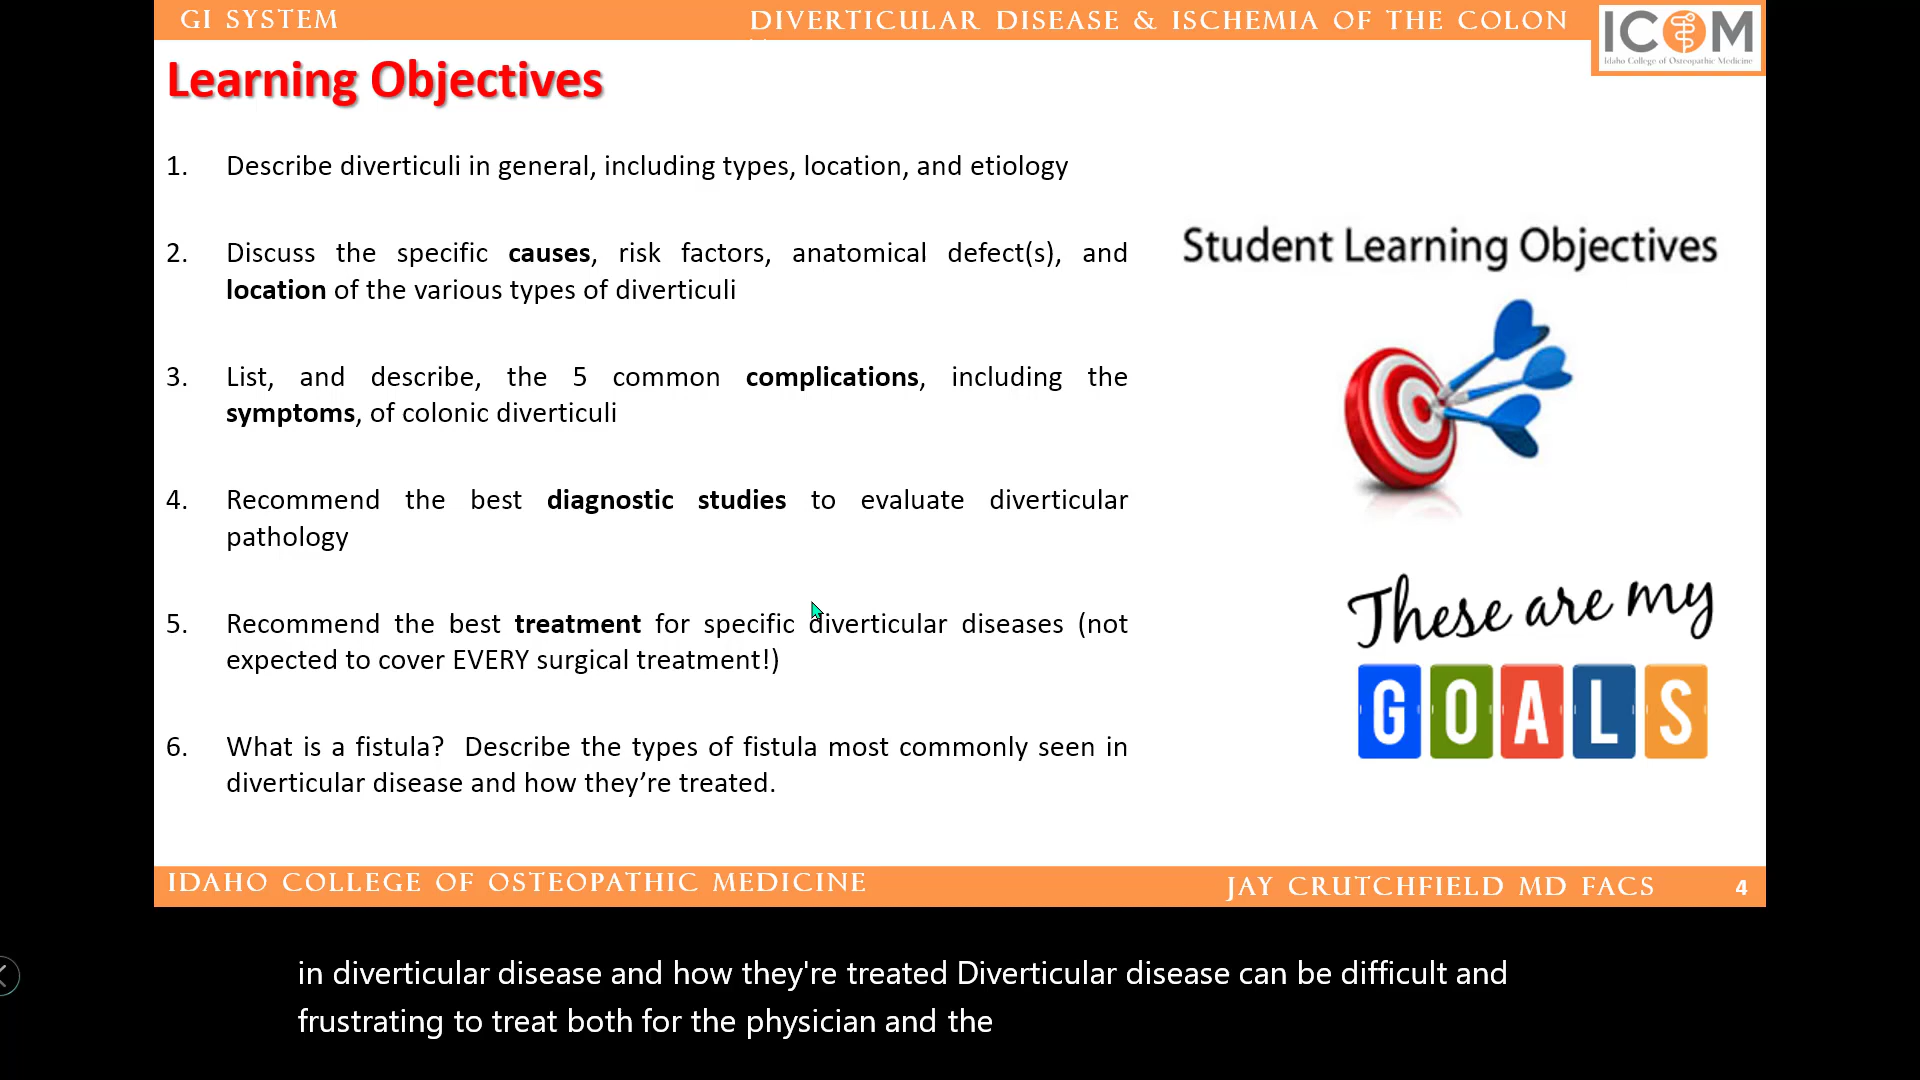 GI SYSTEM
DIVERTICULAR DISEASE & ISCHEMIA OF THE COLON
ICOM
Idaho College of Osteopathic Medicine
Learning Objectives
1. Describe diverticuli in general, including types, location, and etiology
2. Discuss the specific causes, risk factors, anatomical defect(s), and
location of the various types of diverticuli
3. List, and describe, the 5 common complications, including the
symptoms, of colonic diverticuli
4. Recommend the best diagnostic studies to evaluate diverticular
pathology
5. Recommend the best treatment for specific diverticular diseases (not
expected to cover EVERY surgical treatment!)
6. What is a fistula? Describe the types of fistula most commonly seen in
diverticular disease and how they’re treated.
Student Learning Objectives
These are my
GOALS
IDAHO COLLEGE OF OSTEOPATHIC MEDICINE
JAY CRUTCHFIELD MD FACS
4
in diverticular disease and how they're treated Diverticular disease can be difficult and
frustrating to treat both for the physician and the